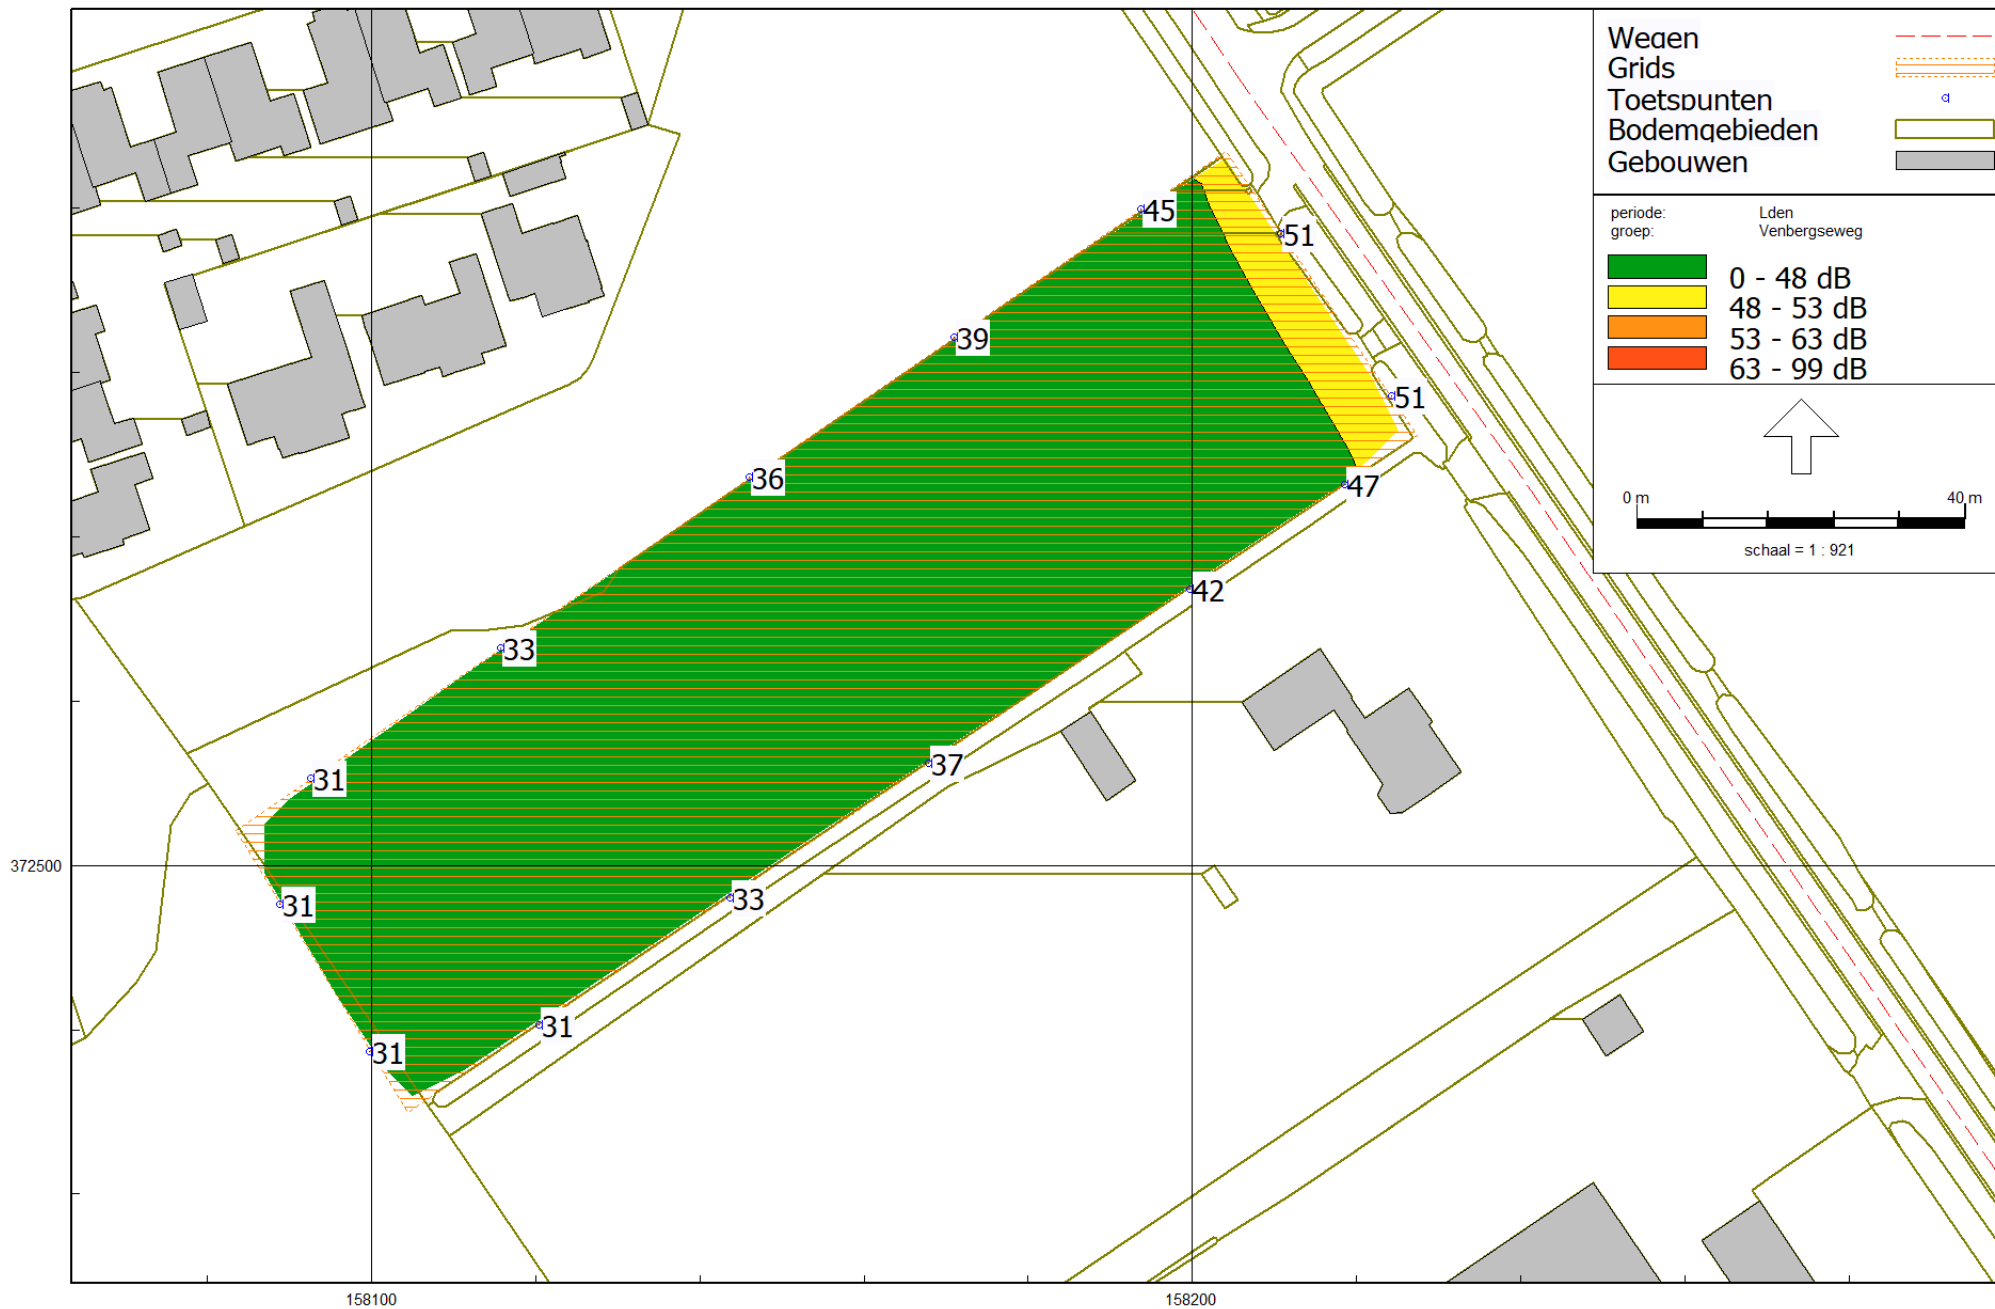 Wegen
Grids
Toetspunten
Bodemgebieden
Gebouwen
periode: Lden
groep: Venbergseweg
0 - 48 dB
48 - 53 dB
53 - 63 dB
63 - 99 dB
0 m 40 m
schaal = 1 : 921
45
51
39
51
36
47
42
33
37
31
33
31
31
31
372500
158100
158200